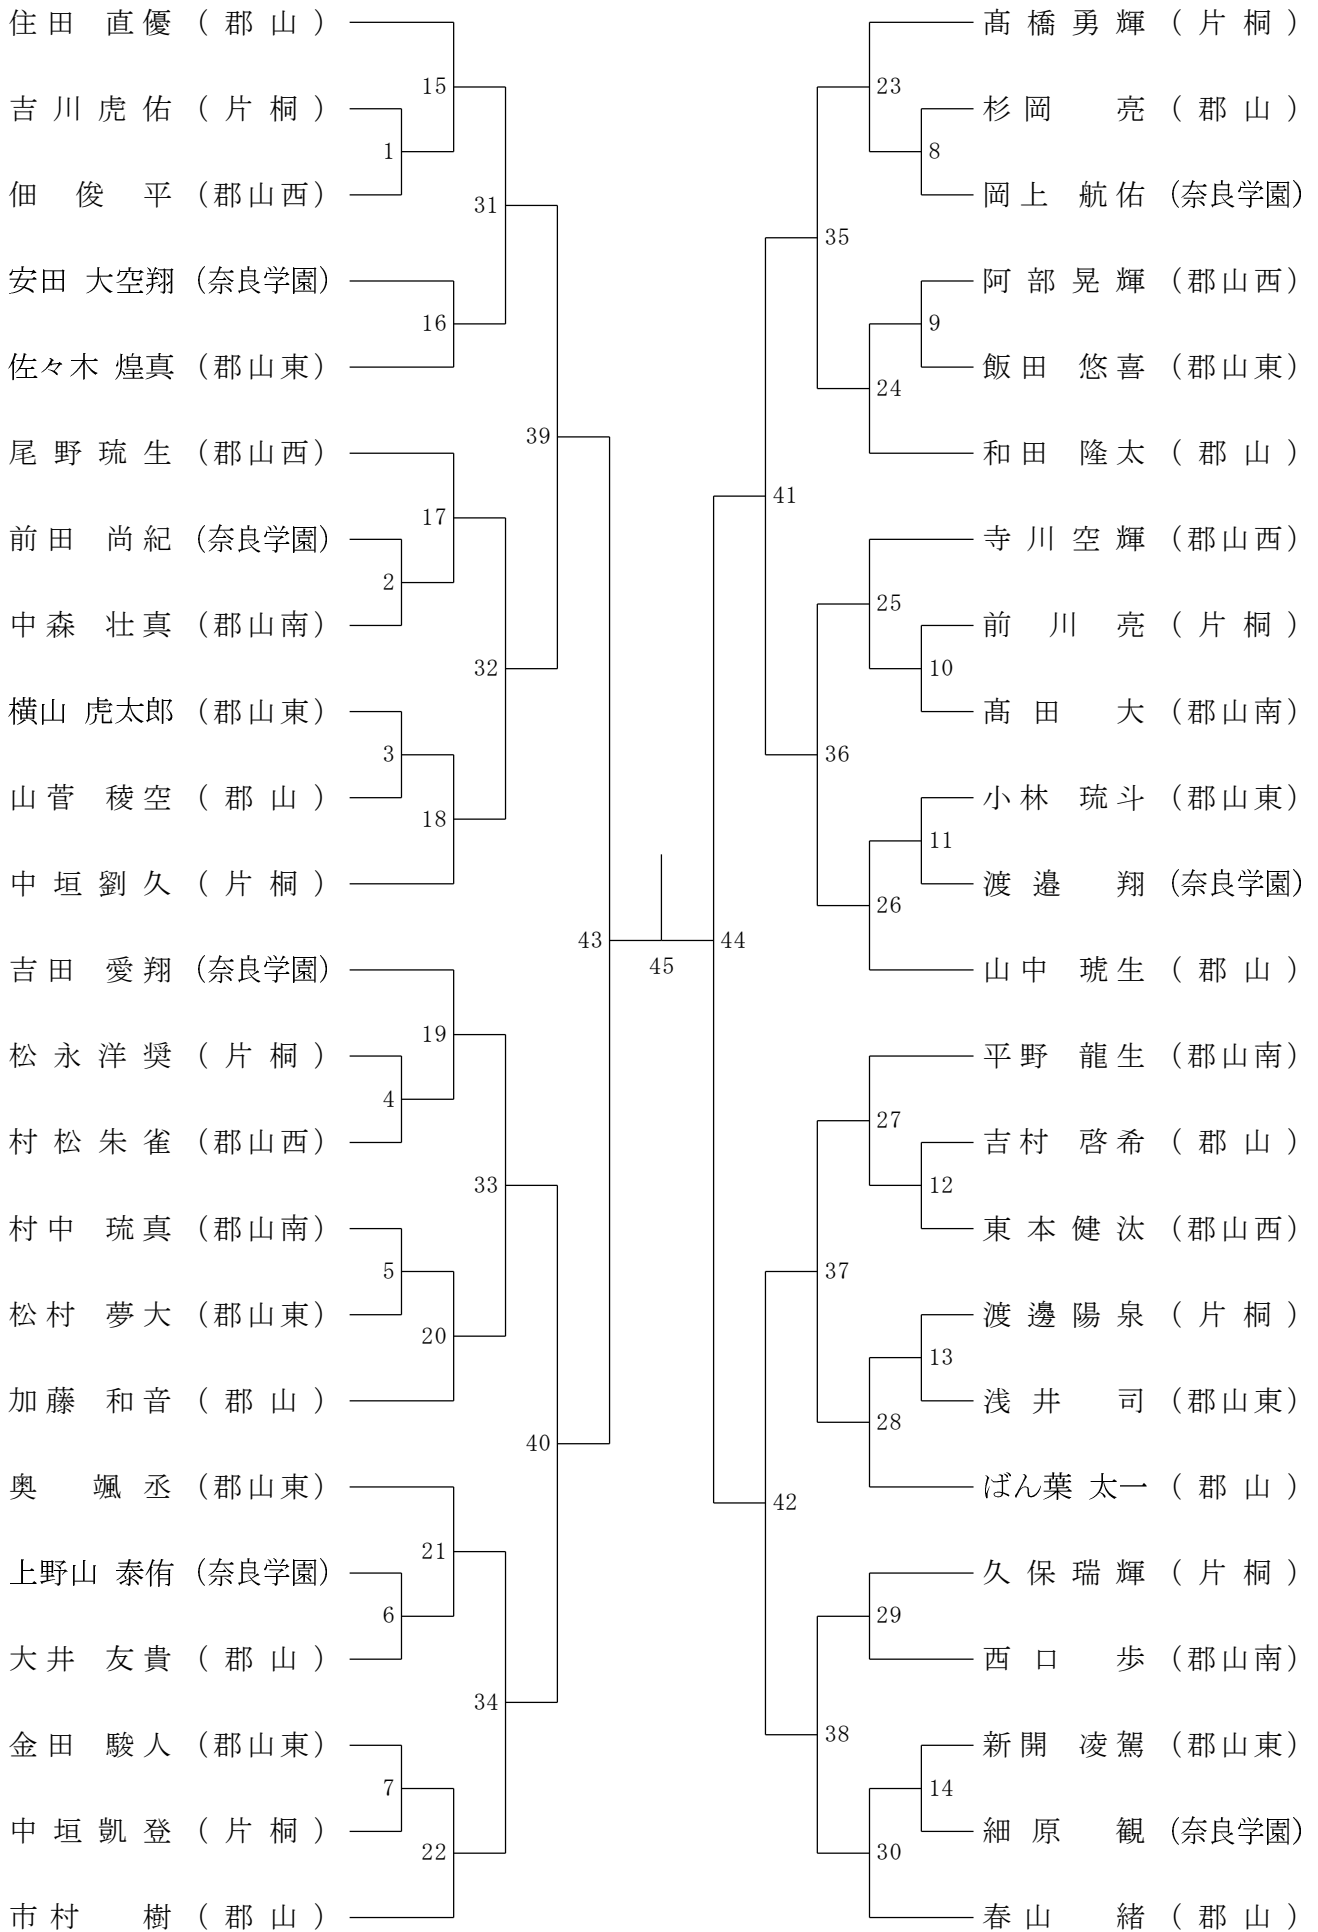 住田 直優 (郡山)
吉川虎佑 (片桐)
佃 俊平 (郡山西)
安田 大空翔 (奈良学園)
佐々木 煌真 (郡山東)
尾野琉生 (郡山西)
前田 尚紀 (奈良学園)
中森 壮真 (郡山南)
横山 虎太郎 (郡山東)
山菅 稜空 (郡山)
中垣劉久 (片桐)
吉田 愛翔 (奈良学園)
松永洋奨 (片桐)
村松朱雀 (郡山西)
村中 琉真 (郡山南)
松村 夢大 (郡山東)
加藤 和音 (郡山)
奥 颯丞 (郡山東)
上野山 泰侑 (奈良学園)
大井 友貴 (郡山)
金田 駿人 (郡山東)
中垣凱登 (片桐)
市村 樹 (郡山)
1
2
3
4
5
6
7
15
16
17
18
19
20
21
22
31
32
33
34
39
40
43
45
44
41
42
35
36
37
38
23
24
25
26
27
28
29
30
8
9
10
11
12
13
14
髙橋勇輝 (片桐)
杉岡 亮 (郡山)
岡上 航佑 (奈良学園)
阿部晃輝 (郡山西)
飯田 悠喜 (郡山東)
和田 隆太 (郡山)
寺川空輝 (郡山西)
前川 亮 (片桐)
髙田 大 (郡山南)
小林 琉斗 (郡山東)
渡邉 翔 (奈良学園)
山中 琥生 (郡山)
平野 龍生 (郡山南)
吉村 啓希 (郡山)
東本健汰 (郡山西)
渡邊陽泉 (片桐)
浅井 司 (郡山東)
ばん葉 太一 (郡山)
久保瑞輝 (片桐)
西口 歩 (郡山南)
新開 凌駕 (郡山東)
細原 観 (奈良学園)
春山 緒 (郡山)